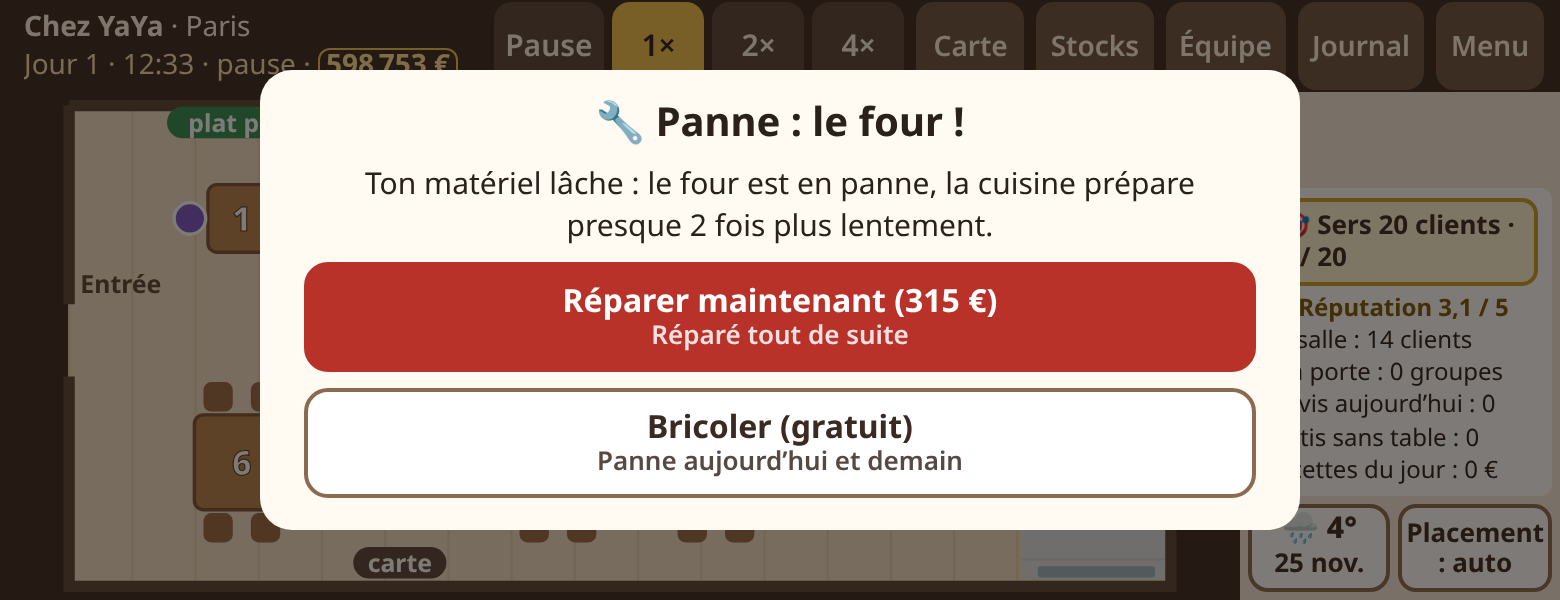 Chez YaYa · Paris
Jour 1 · 12:33 · pause · 598 753 €
Pause
1×
2×
4×
Carte
Stocks
Équipe
Journal
Menu
plat p
1
Entrée
6
carte
🔧 Panne : le four !
Ton matériel lâche : le four est en panne, la cuisine prépare
presque 2 fois plus lentement.
Réparer maintenant (315 €)
Réparé tout de suite
Bricoler (gratuit)
Panne aujourd’hui et demain
🎯 Sers 20 clients ·
/ 20
Réputation 3,1 / 5
salle : 14 clients
porte : 0 groupes
vis aujourd’hui : 0
tis sans table : 0
cettes du jour : 0 €
🌧️ 4°
25 nov.
Placement
: auto